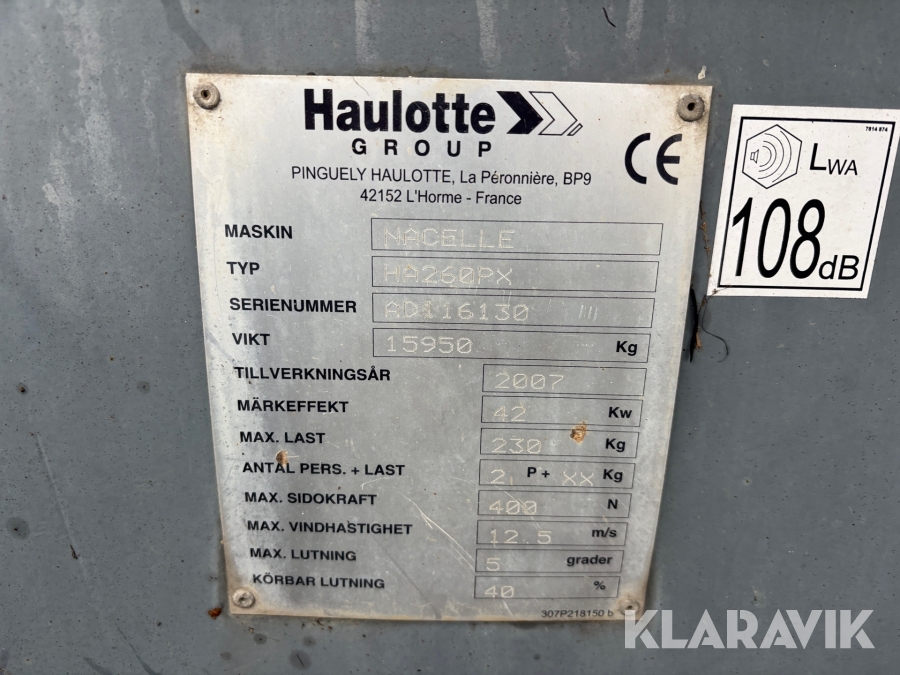 Haulotte
GROUP
CE
PINGUELY HAULOTTE, La Péronnière, BP9
42152 L'Horme - France
MASKIN NACELLE
TYP HA260PX
SERIENUMMER AD116130
VIKT 15950 Kg
TILLVERKNINGSÅR 2007
MÄRKEFFEKT 42 Kw
MAX. LAST 230 Kg
ANTAL PERS. + LAST 2 P + XX Kg
MAX. SIDOKRAFT 400 N
MAX. VINDHASTIGHET 12.5 m/s
MAX. LUTNING 5 grader
KÖRBAR LUTNING 40 %
307P218150 b
7814 874
LWA
108dB
KLARAVIK